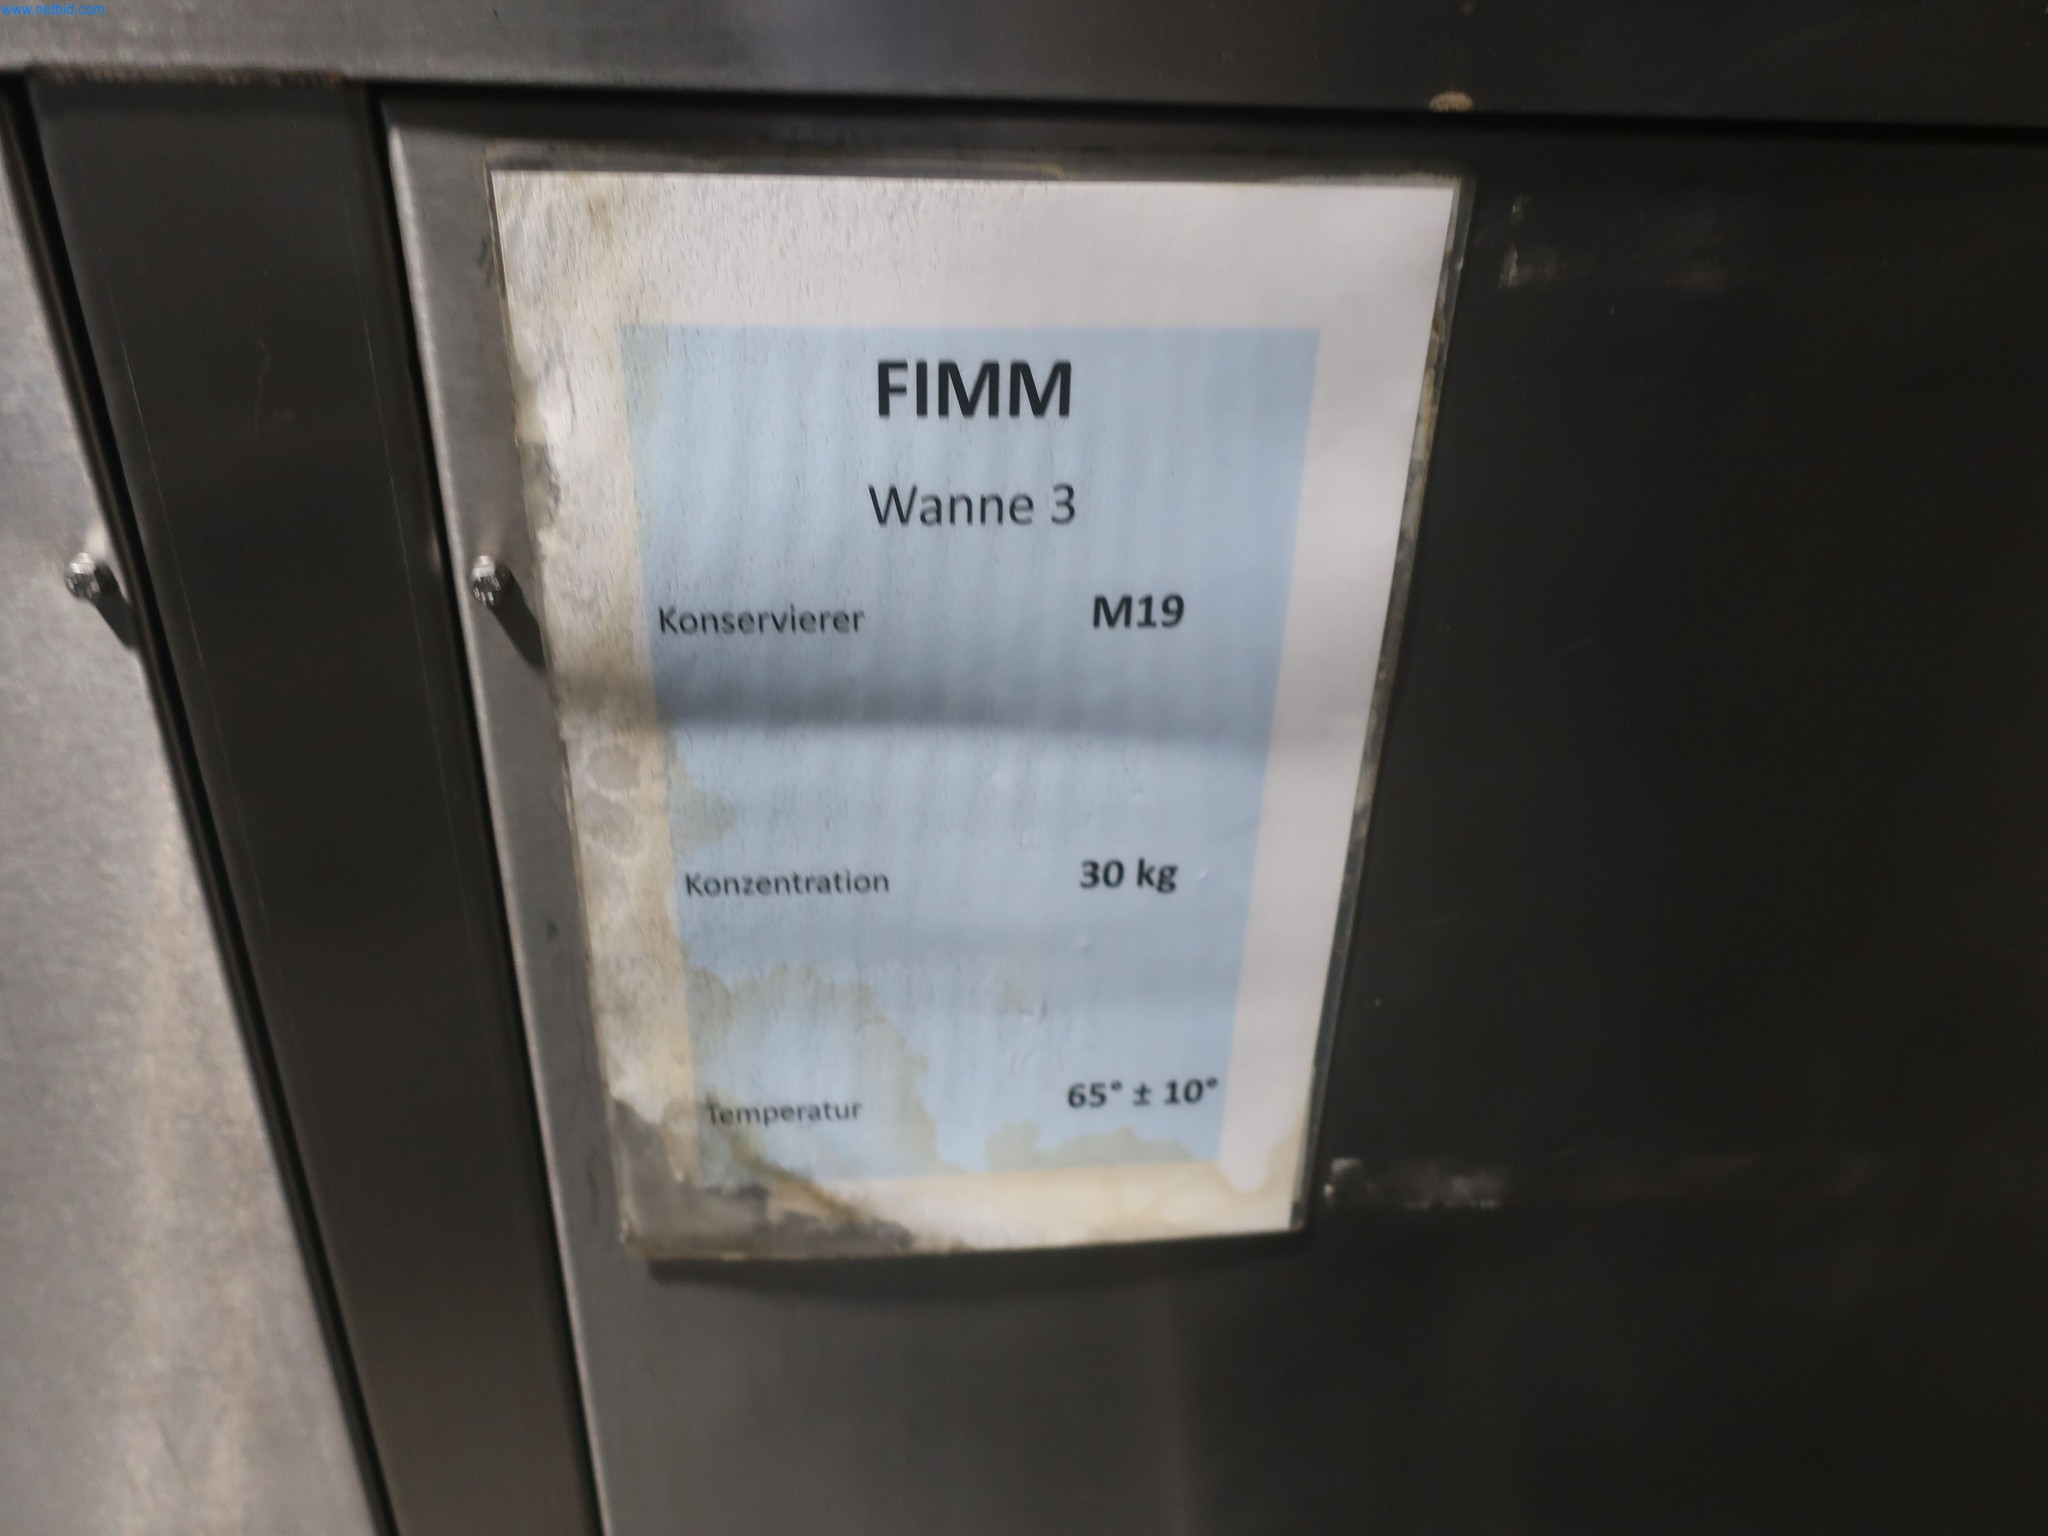 www.netbid.com
FIMM
Wanne 3
Konservierer M19
Konzentration 30 kg
Temperatur 65° ± 10°